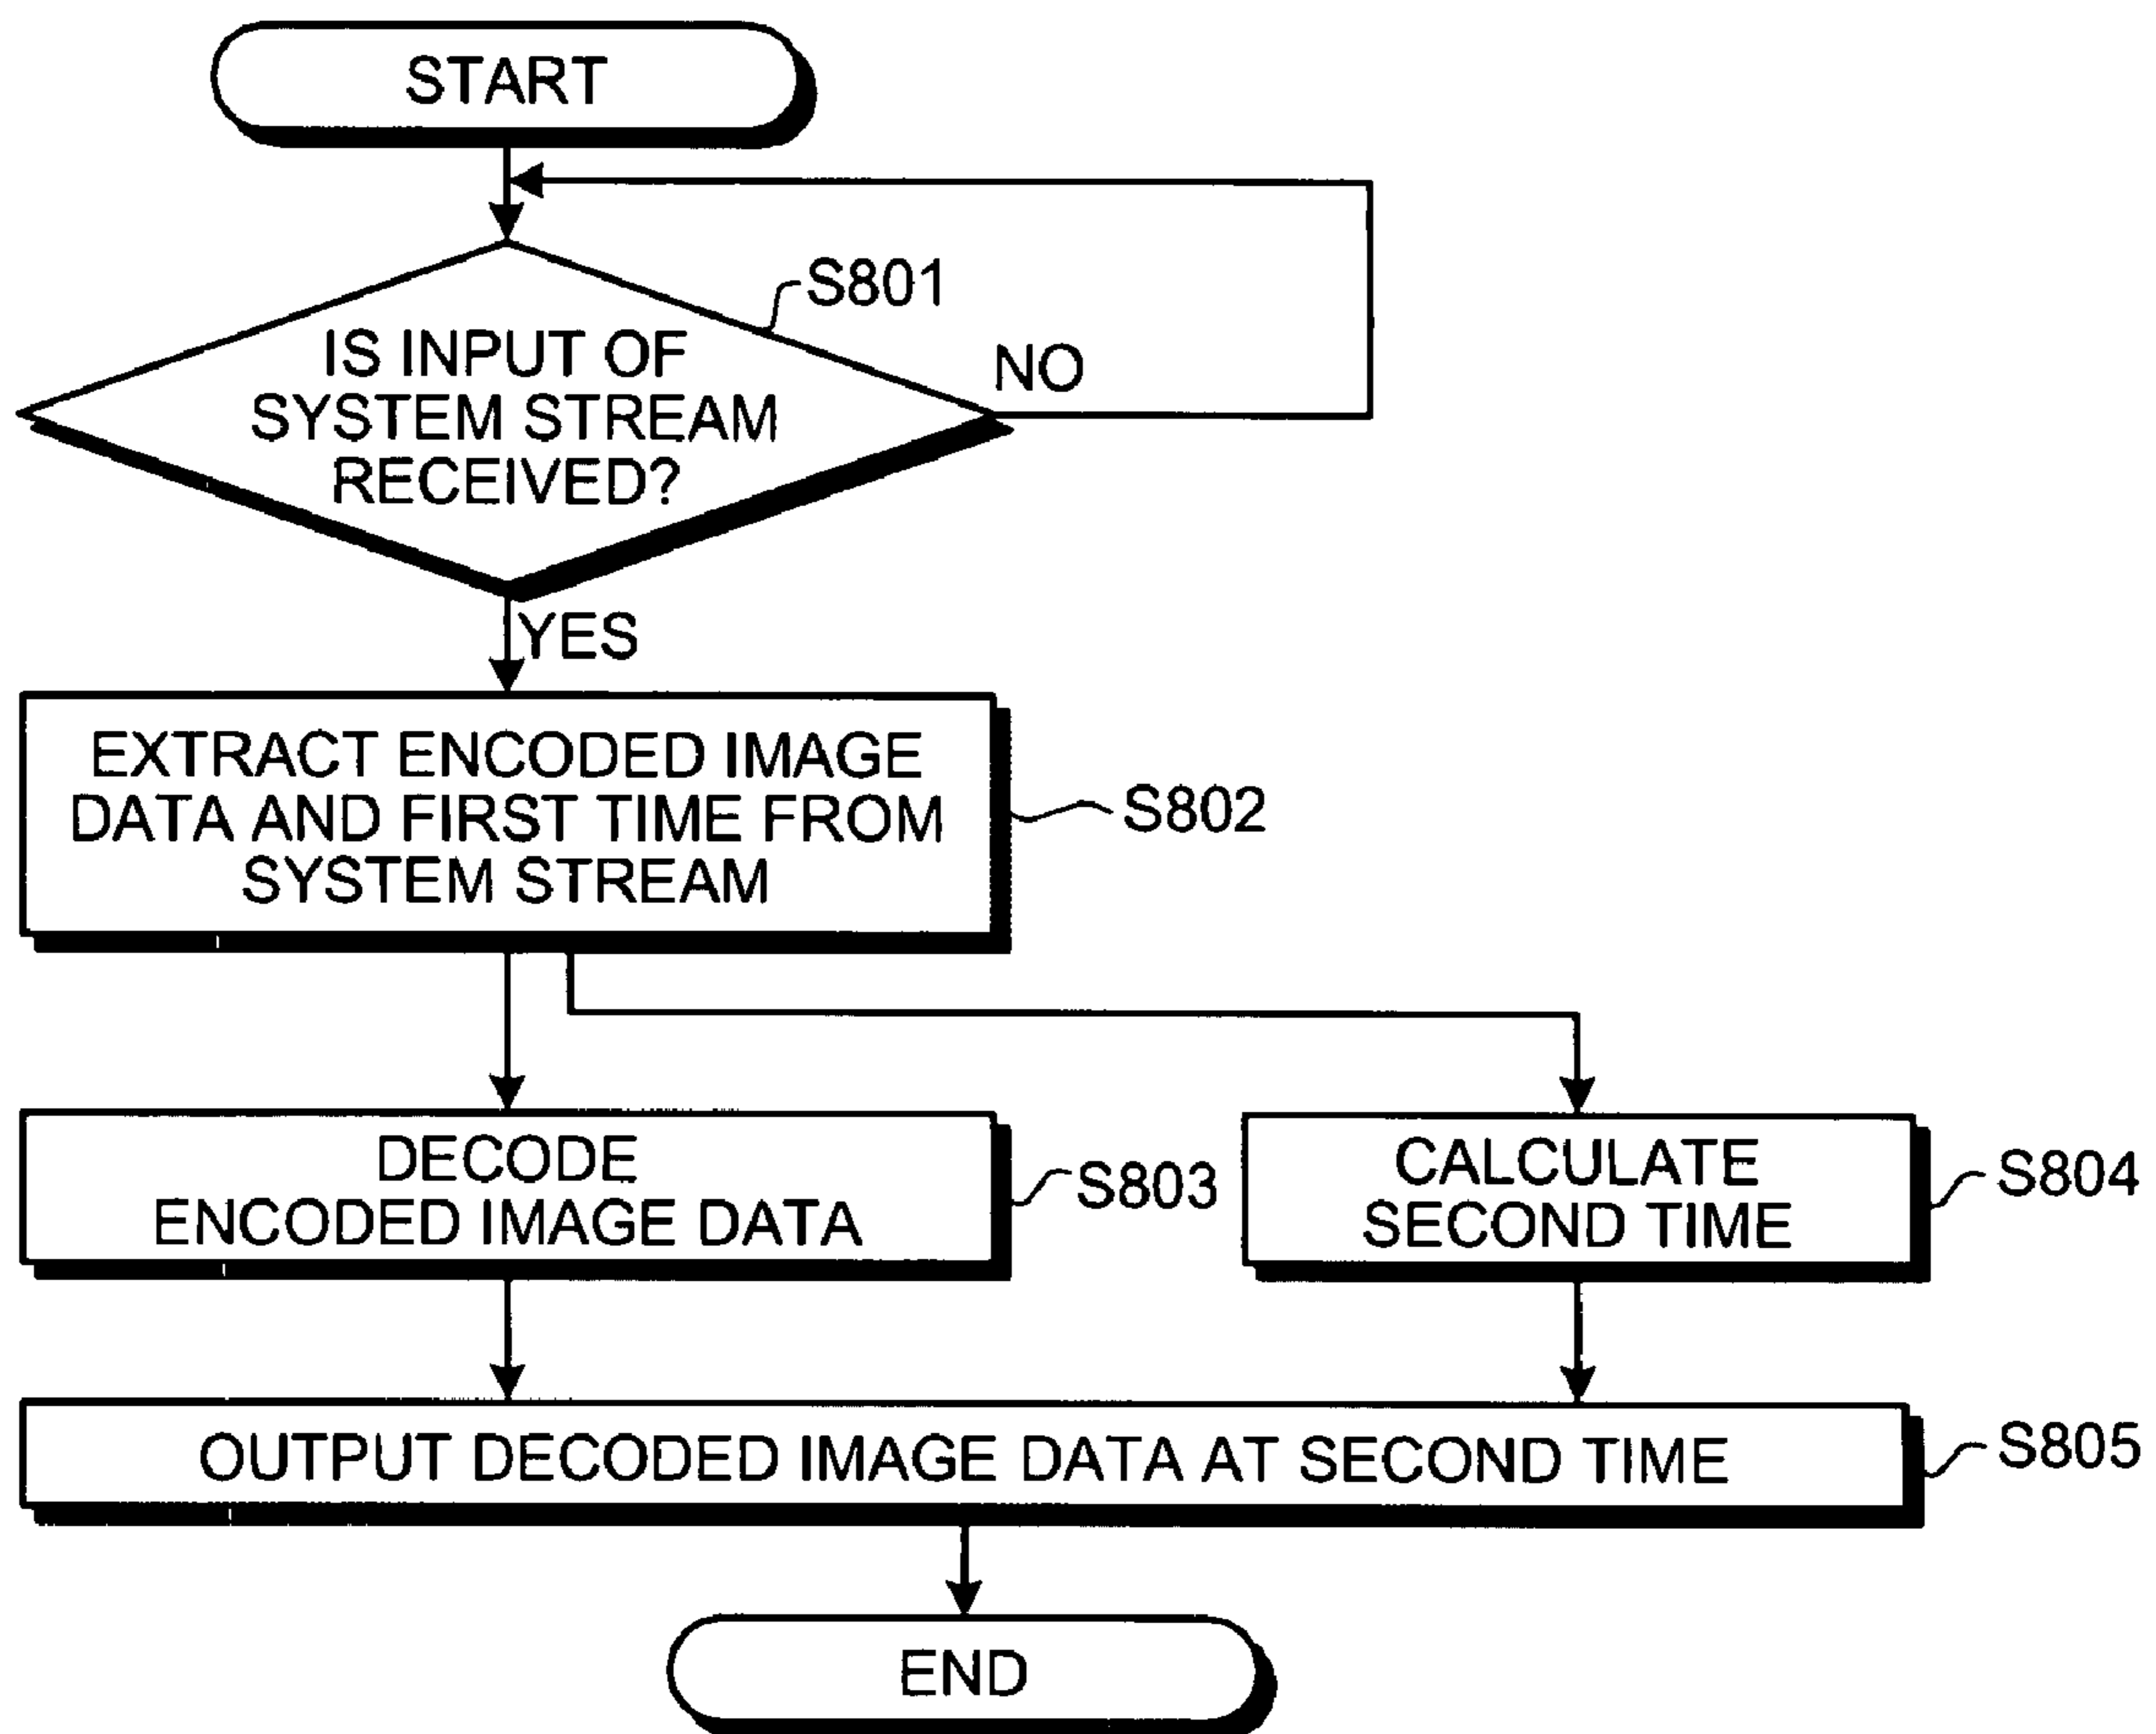 START
S801
IS INPUT OF
SYSTEM STREAM
RECEIVED?
NO
YES
EXTRACT ENCODED IMAGE
DATA AND FIRST TIME FROM
SYSTEM STREAM
S802
DECODE
ENCODED IMAGE DATA
S803
CALCULATE
SECOND TIME
S804
OUTPUT DECODED IMAGE DATA AT SECOND TIME
S805
END